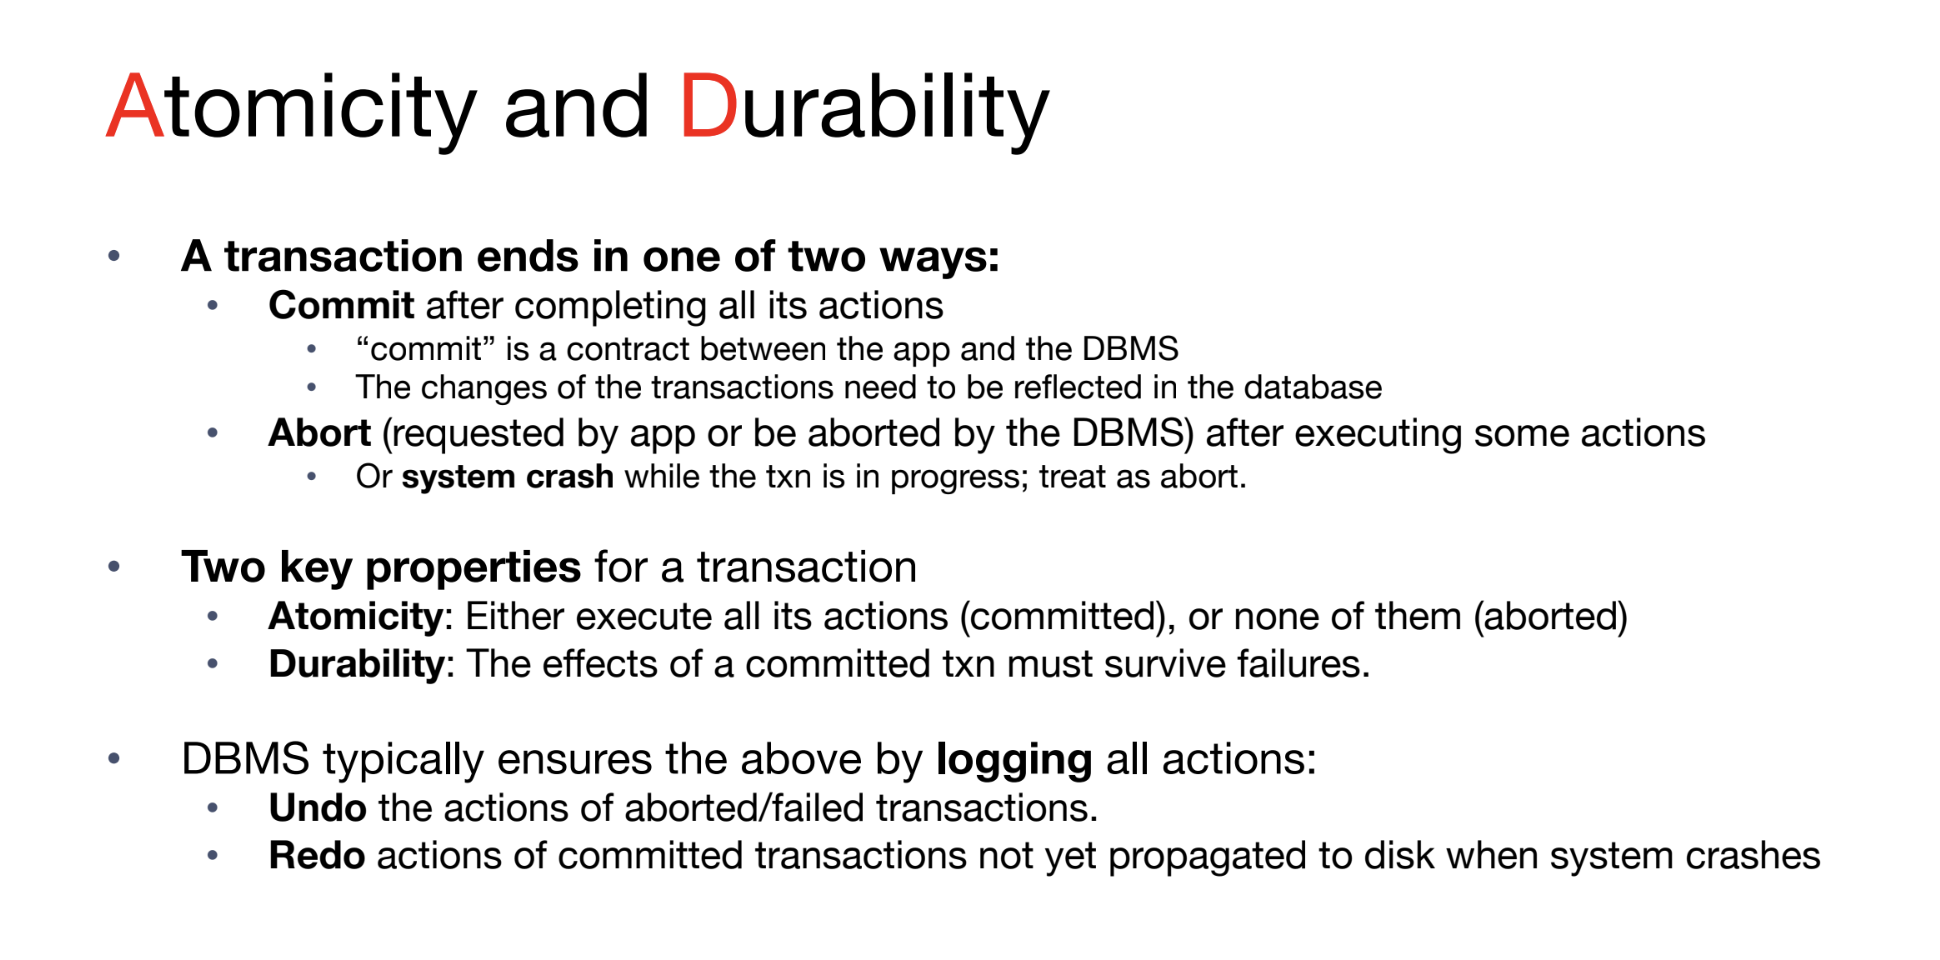 Atomicity and Durability
• A transaction ends in one of two ways:
• Commit after completing all its actions
• “commit” is a contract between the app and the DBMS
• The changes of the transactions need to be reflected in the database
• Abort (requested by app or be aborted by the DBMS) after executing some actions
• Or system crash while the txn is in progress; treat as abort.
• Two key properties for a transaction
• Atomicity: Either execute all its actions (committed), or none of them (aborted)
• Durability: The effects of a committed txn must survive failures.
• DBMS typically ensures the above by logging all actions:
• Undo the actions of aborted/failed transactions.
• Redo actions of committed transactions not yet propagated to disk when system crashes